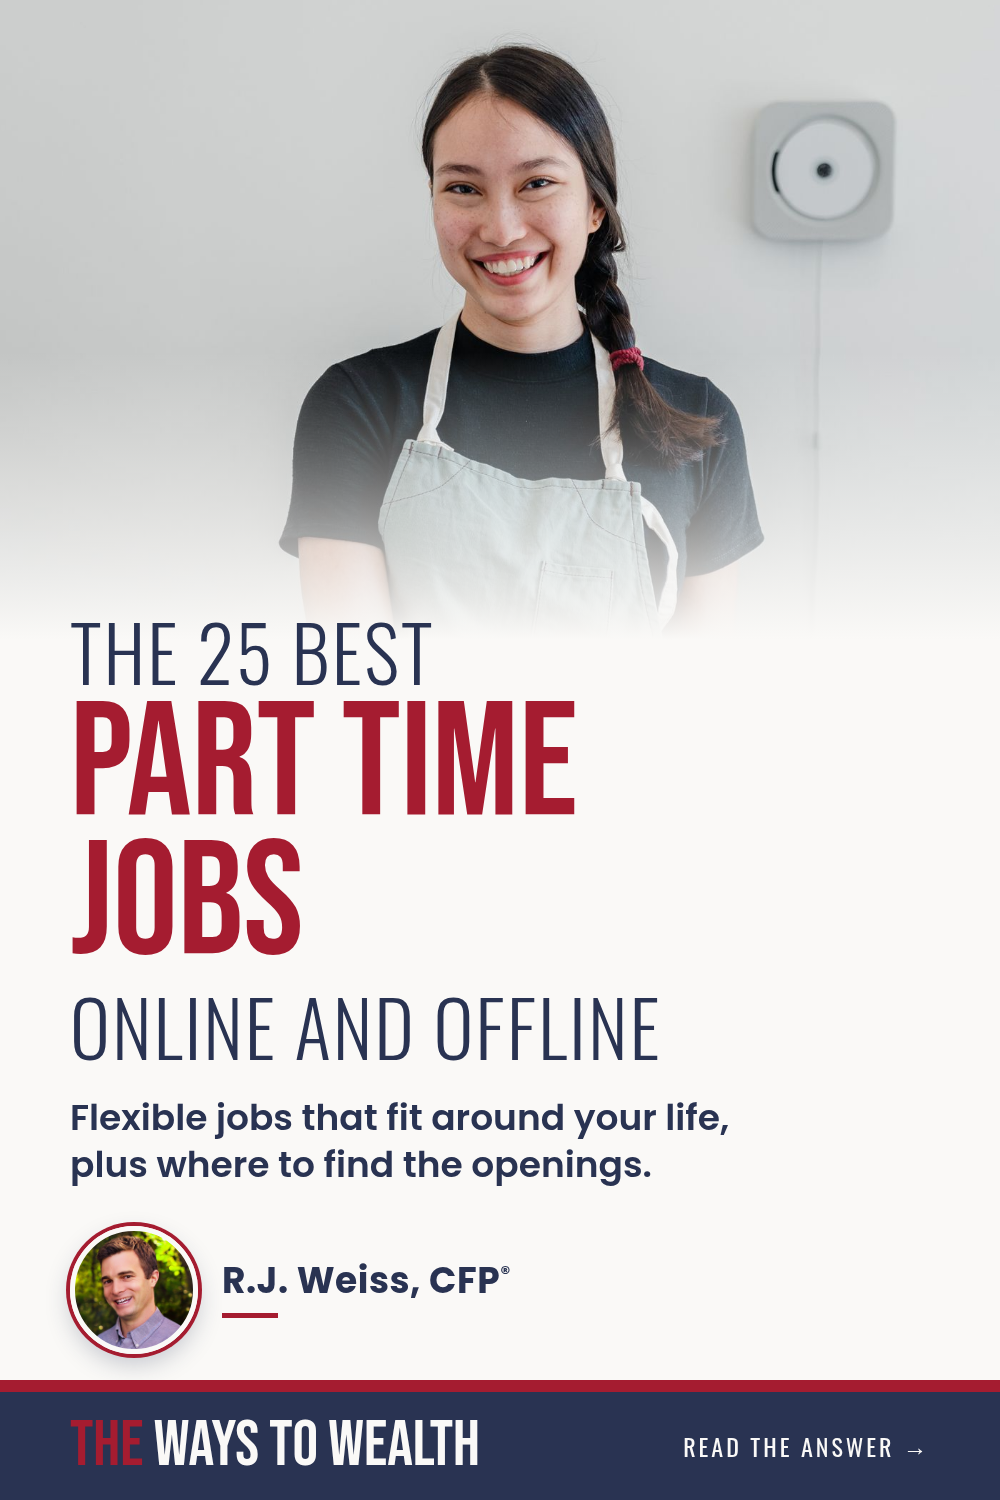 THE 25 BEST
PART TIME
JOBS
ONLINE AND OFFLINE
Flexible jobs that fit around your life,
plus where to find the openings.
R.J. Weiss, CFP®
THE WAYS TO WEALTH
READ THE ANSWER →